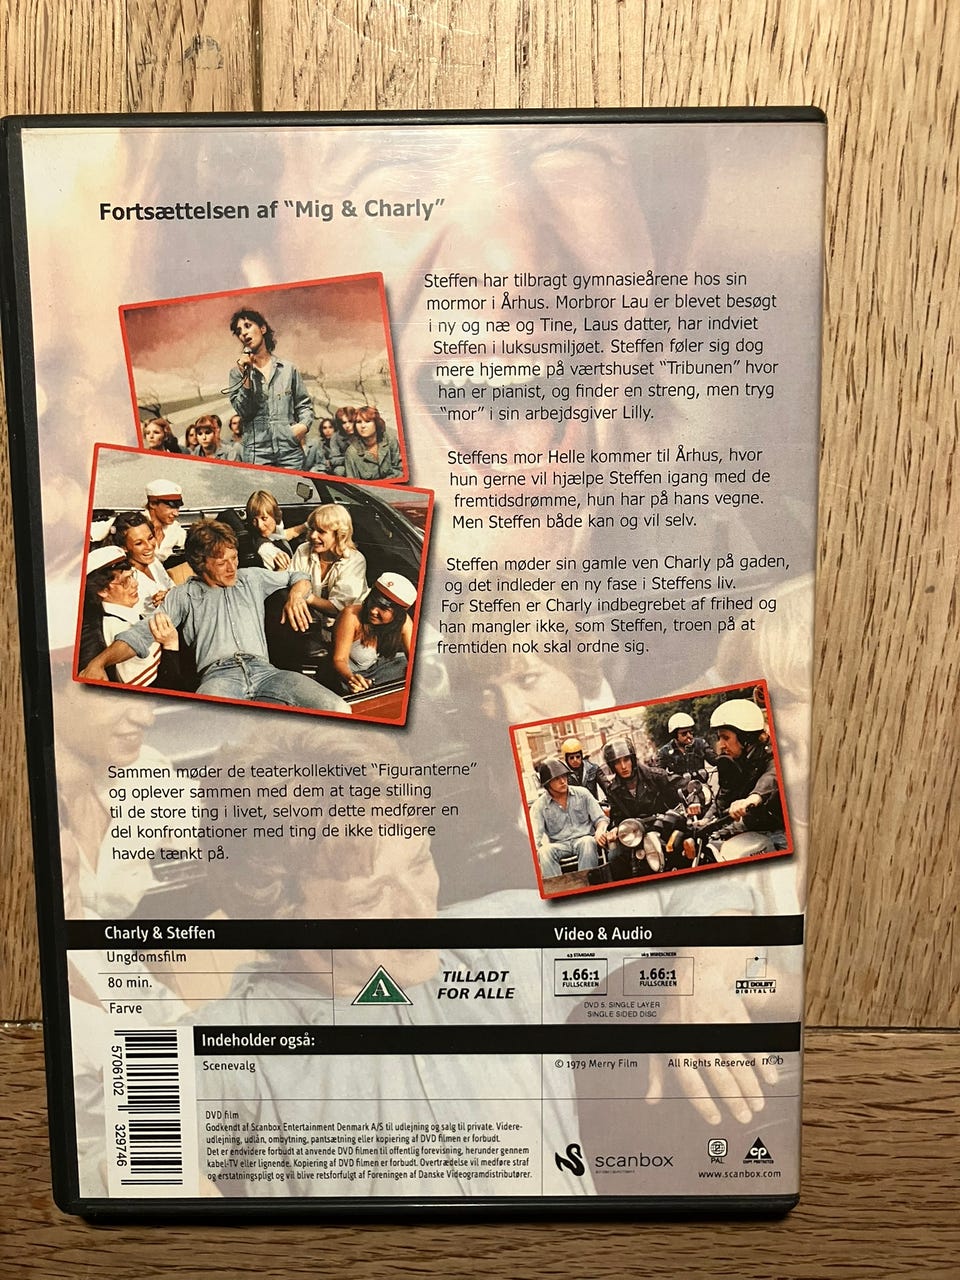 Fortsættelsen af “Mig & Charly”
Steffen har tilbragt gymnasieårene hos sin
mormor i Århus. Morbror Lau er blevet besøgt
i ny og næ og Tine, Laus datter, har indviet
Steffen i luksusmiljøet. Steffen føler sig dog
mere hjemme på værtshuset “Tribunen” hvor
han er pianist, og finder en streng, men tryg
“mor” i sin arbejdsgiver Lilly.
Steffens mor Helle kommer til Århus, hvor
hun gerne vil hjælpe Steffen igang med de
fremtidsdrømme, hun har på hans vegne.
Men Steffen både kan og vil selv.
Steffen møder sin gamle ven Charly på gaden,
og det indleder en ny fase i Steffens liv.
For Steffen er Charly indbegrebet af frihed og
han mangler ikke, som Steffen, troen på at
fremtiden nok skal ordne sig.
Sammen møder de teaterkollektivet “Figuranterne”
og oplever sammen med dem at tage stilling
til de store ting i livet, selvom dette medfører en
del konfrontationer med ting de ikke tidligere
havde tænkt på.
Charly & Steffen
Ungdomsfilm
80 min.
Farve
A
TILLADT
FOR ALLE
Video & Audio
4:3 STANDARD
1.66:1
FULLSCREEN
16:9 WIDESCREEN
1.66:1
FULLSCREEN
DVD 5. SINGLE LAYER
SINGLE SIDED DISC
DOLBY
DIGITAL
Indeholder også:
Scenevalg
© 1979 Merry Film
All Rights Reserved
ncb
5706102 329746
DVD film
Godkendt af Scanbox Entertainment Denmark A/S til udlejning og salg til private. Videre-
udlejning, udlån, ombytning, pantsætning eller kopiering af DVD filmen er forbudt.
Det er endvidere forbudt at anvende DVD filmen til offentlig forevisning, herunder gennem
kabel-TV eller lignende. Kopiering af DVD filmen er forbudt. Overtrædelse vil medføre straf
og erstatningspligt og vil blive retsforfulgt af Foreningen af Danske Videogramdistributører.
scanbox
PAL
CP
COPY PROTECTED
www.scanbox.com